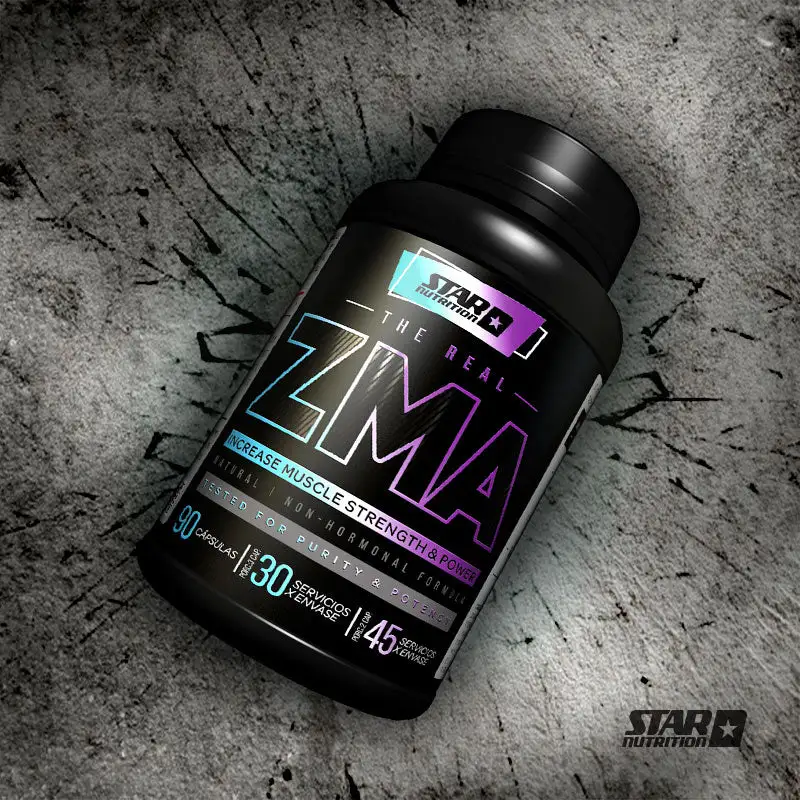 STAR
NUTRITION
THE REAL
ZMA
INCREASE MUSCLE STRENGTH & POWER
NATURAL | NON-HORMONAL FORMULA
TESTED FOR PURITY & POTENCY
90 CÁPSULAS
30 SERVICIOS
X ENVASE
45 SERVICIOS
X ENVASE
STAR
NUTRITION